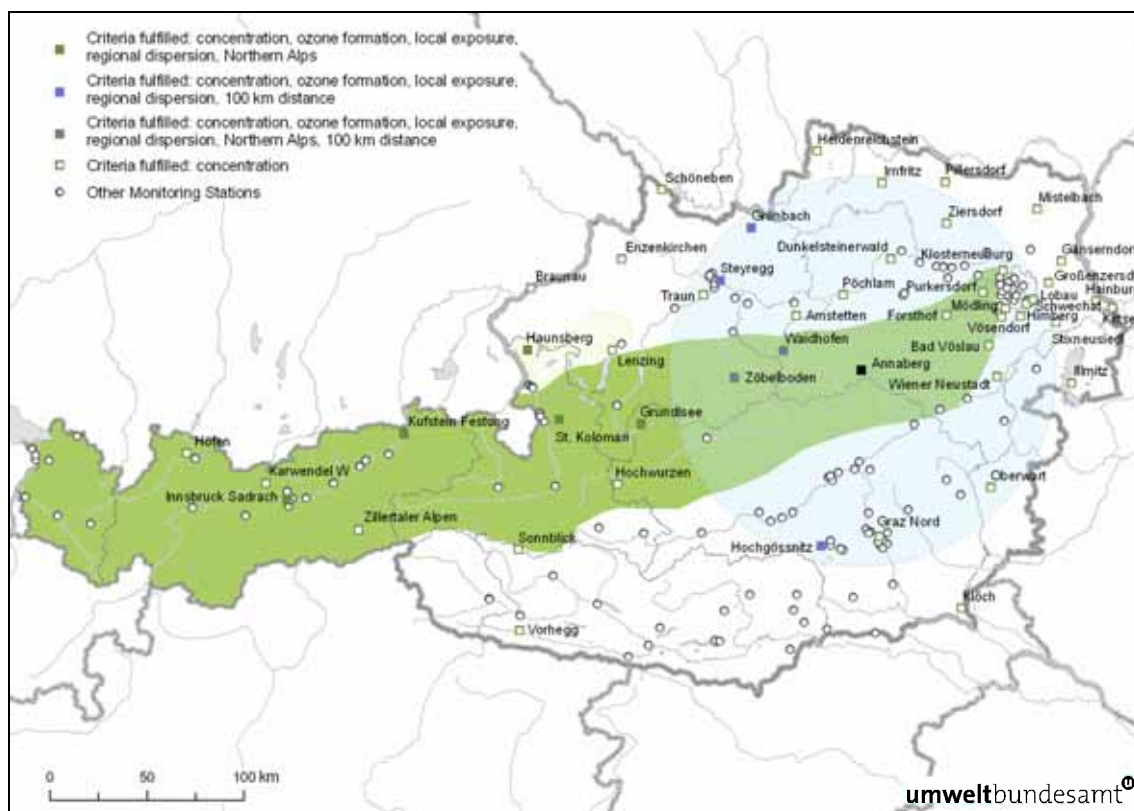 Criteria fulfilled: concentration, ozone formation, local exposure,
regional dispersion, Northern Alps
Criteria fulfilled: concentration, ozone formation, local exposure,
regional dispersion, 100 km distance
Criteria fulfilled: concentration, ozone formation, local exposure,
regional dispersion, Northern Alps, 100 km distance
Criteria fulfilled: concentration
Other Monitoring Stations
Heidenreichstein
Irnfritz
Pillersdorf
Schöneben
Mistelbach
Grünbach
Ziersdorf
Enzenkirchen
Dunkelsteinerwald
Klosterneuburg
Gänserndorf
Steyregg
Braunau
Großenzersd
Pöchlarn
Purkersdorf
Hainburg
Traun
Lobau
Mödling
Schwechat
Amstetten
Forsthof
Himberg
Kittsee
Vösendorf
Waidhofen
Stixneusied
Haunsberg
Bad Vöslau
Lenzing
Annaberg
Illmitz
Zöbelboden
Wiener Neustadt
Kufstein Festung
Grundlsee
St. Koloman
Höfen
Karwendel W
Hochwurzen
Oberwart
Innsbruck Sadrach
Zillertaler Alpen
Graz Nord
Sonnblick
Hochgössnitz
Klöch
Vorhegg
0 50 100 km
umweltbundesamt